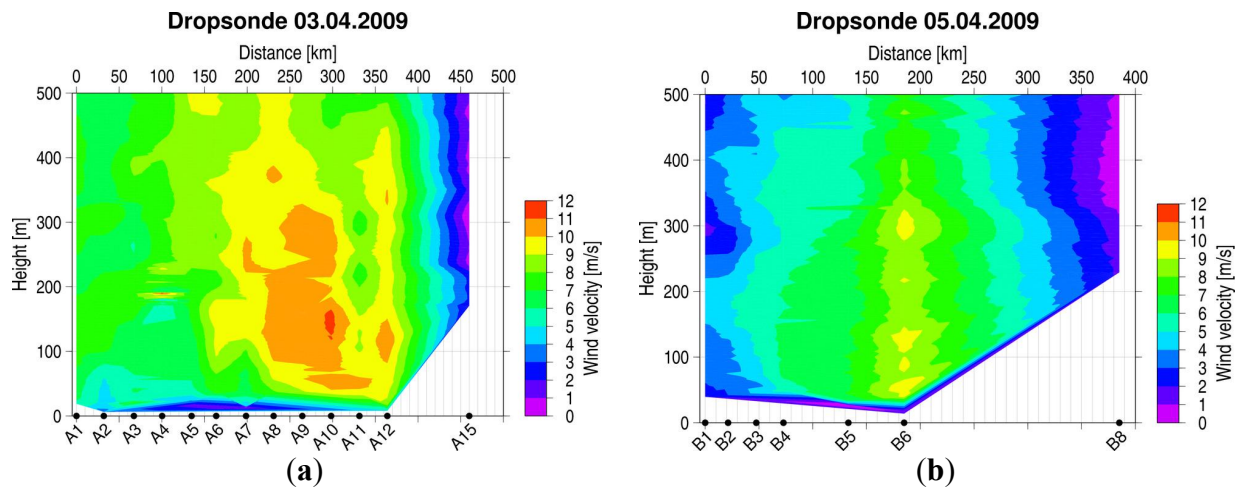 Dropsonde 03.04.2009
Distance [km]
0 50 100 150 200 250 300 350 400 450 500
Height [m]
500
400
300
200
100
0
A1 A2 A3 A4 A5 A6 A7 A8 A9 A10 A11 A12 A15
12
11
10
9
8
7
6
5
4
3
2
1
0
Wind velocity [m/s]
(a)
Dropsonde 05.04.2009
Distance [km]
0 50 100 150 200 250 300 350 400
Height [m]
500
400
300
200
100
0
B1 B2 B3 B4 B5 B6 B8
12
11
10
9
8
7
6
5
4
3
2
1
0
Wind velocity [m/s]
(b)